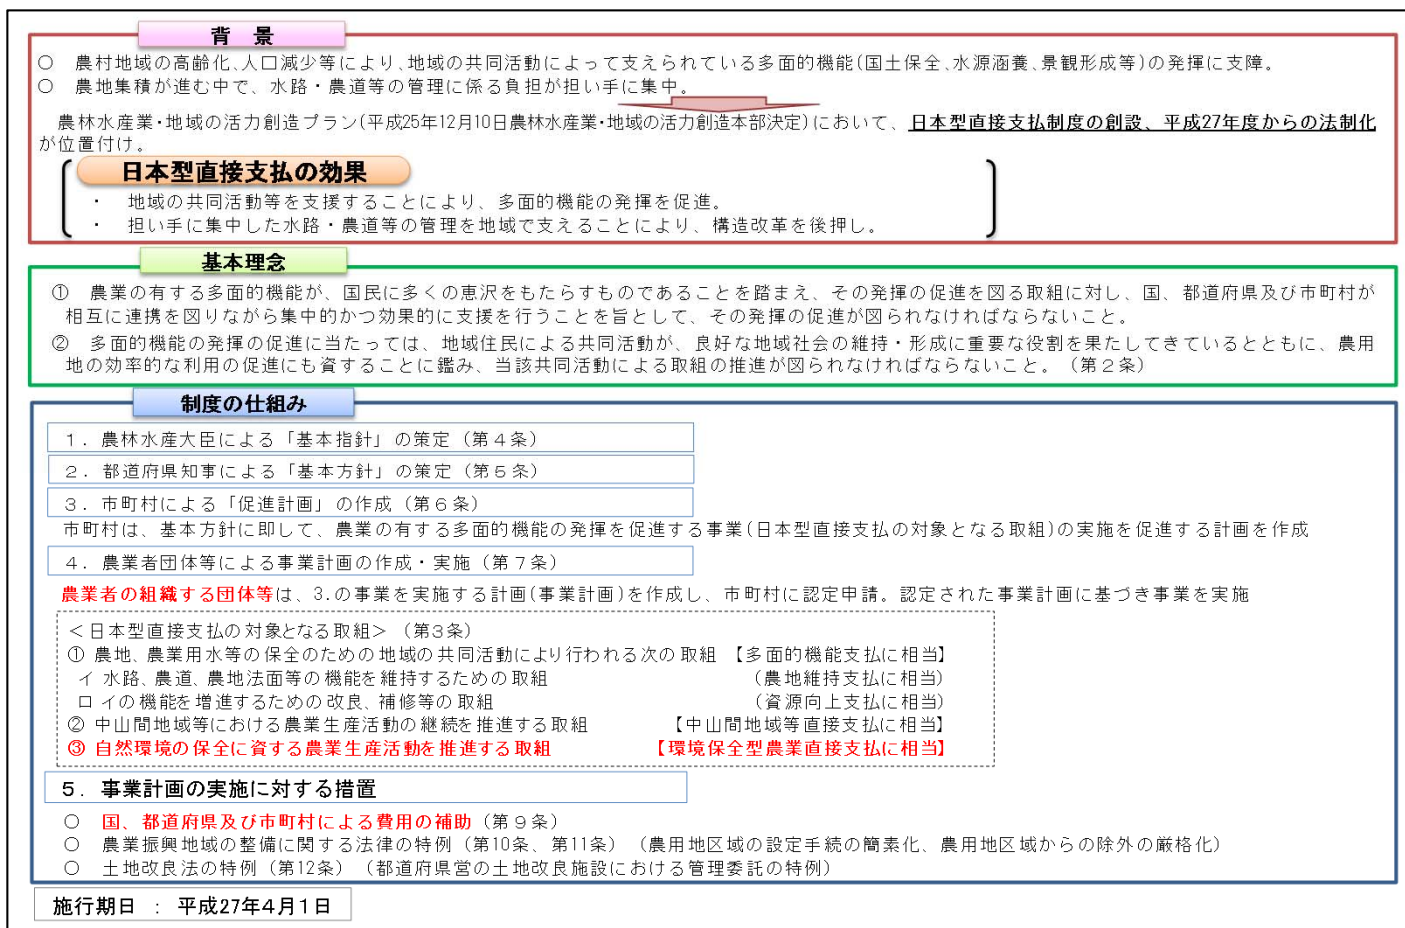 背 景
○ 農村地域の高齢化、人口減少等により、地域の共同活動によって支えられている多面的機能(国土保全、水源涵養、景観形成等)の発揮に支障。
○ 農地集積が進む中で、水路・農道等の管理に係る負担が担い手に集中。
農林水産業・地域の活力創造プラン(平成25年12月10日農林水産業・地域の活力創造本部決定)において、日本型直接支払制度の創設、平成27年度からの法制化
が位置付け。
日本型直接支払の効果
・ 地域の共同活動等を支援することにより、多面的機能の発揮を促進。
・ 担い手に集中した水路・農道等の管理を地域で支えることにより、構造改革を後押し。
基本理念
① 農業の有する多面的機能が、国民に多くの恵沢をもたらすものであることを踏まえ、その発揮の促進を図る取組に対し、国、都道府県及び市町村が
相互に連携を図りながら集中的かつ効果的に支援を行うことを旨として、その発揮の促進が図られなければならないこと。
② 多面的機能の発揮の促進に当たっては、地域住民による共同活動が、良好な地域社会の維持・形成に重要な役割を果たしてきているとともに、農用
地の効率的な利用の促進にも資することに鑑み、当該共同活動による取組の推進が図られなければならないこと。（第２条）
制度の仕組み
１．農林水産大臣による「基本指針」の策定（第４条）
２．都道府県知事による「基本方針」の策定（第５条）
３．市町村による「促進計画」の作成（第６条）
市町村は、基本方針に即して、農業の有する多面的機能の発揮を促進する事業(日本型直接支払の対象となる取組)の実施を促進する計画を作成
４．農業者団体等による事業計画の作成・実施（第７条）
農業者の組織する団体等は、3.の事業を実施する計画(事業計画)を作成し、市町村に認定申請。認定された事業計画に基づき事業を実施
＜日本型直接支払の対象となる取組＞（第3条）
① 農地、農業用水等の保全のための地域の共同活動により行われる次の取組 【多面的機能支払に相当】
イ 水路、農道、農地法面等の機能を維持するための取組 （農地維持支払に相当）
ロ イの機能を増進するための改良、補修等の取組 （資源向上支払に相当）
② 中山間地域等における農業生産活動の継続を推進する取組 【中山間地域等直接支払に相当】
③ 自然環境の保全に資する農業生産活動を推進する取組 【環境保全型農業直接支払に相当】
５．事業計画の実施に対する措置
○ 国、都道府県及び市町村による費用の補助（第９条）
○ 農業振興地域の整備に関する法律の特例（第10条、第11条）（農用地区域の設定手続の簡素化、農用地区域からの除外の厳格化）
○ 土地改良法の特例（第12条）（都道府県営の土地改良施設における管理委託の特例）
施行期日 ： 平成27年４月１日